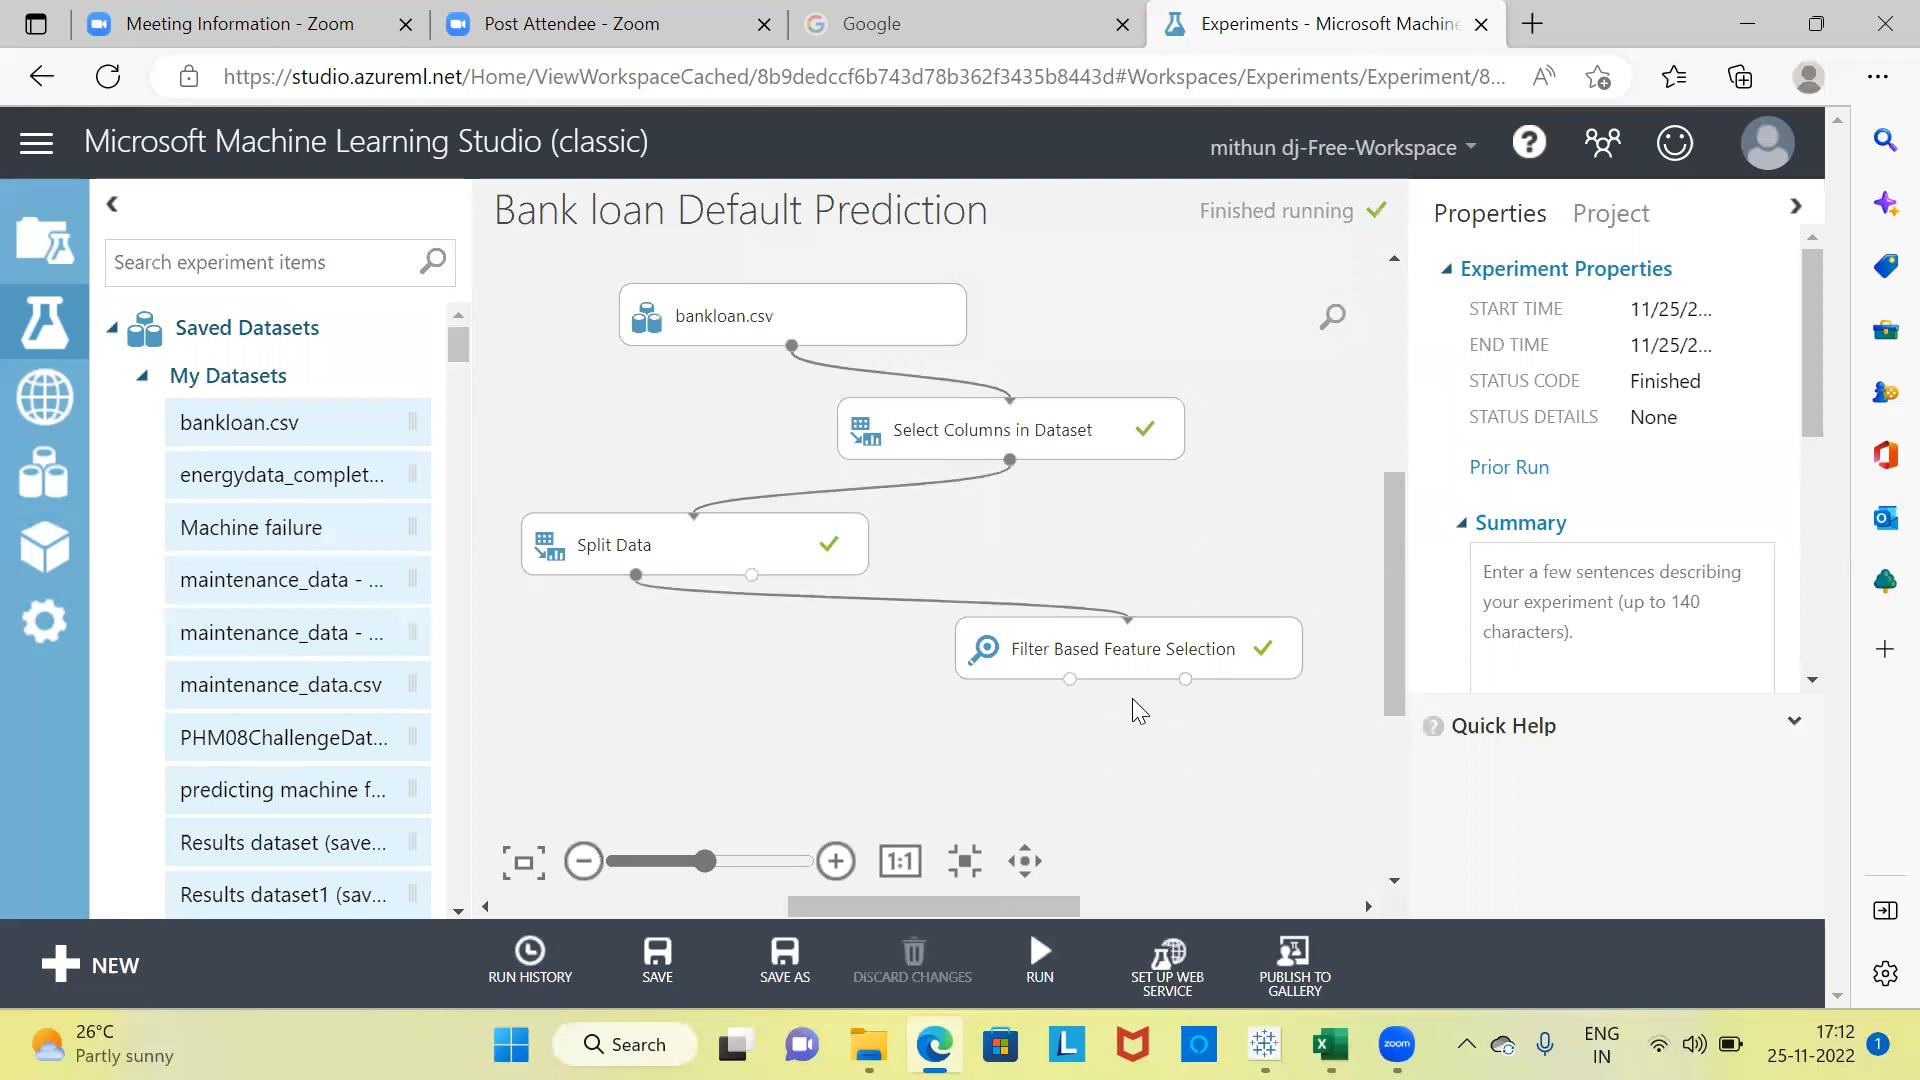 Meeting Information - Zoom
Post Attendee - Zoom
Google
Experiments - Microsoft Machine
https://studio.azureml.net/Home/ViewWorkspaceCached/8b9dedccf6b743d78b362f3435b8443d#Workspaces/Experiments/Experiment/8...
Microsoft Machine Learning Studio (classic)
mithun dj-Free-Workspace
Search experiment items
Saved Datasets
My Datasets
bankloan.csv
energydata_complet...
Machine failure
maintenance_data - ...
maintenance_data - ...
maintenance_data.csv
PHM08ChallengeDat...
predicting machine f...
Results dataset (save...
Results dataset1 (sav...
Bank loan Default Prediction
Finished running
bankloan.csv
Select Columns in Dataset
Split Data
Filter Based Feature Selection
1:1
Properties
Project
Experiment Properties
START TIME 11/25/2...
END TIME 11/25/2...
STATUS CODE Finished
STATUS DETAILS None
Prior Run
Summary
Enter a few sentences describing
your experiment (up to 140
characters).
Quick Help
NEW
RUN HISTORY
SAVE
SAVE AS
DISCARD CHANGES
RUN
SET UP WEB
SERVICE
PUBLISH TO
GALLERY
26°C
Partly sunny
Search
L
zoom
ENG
IN
17:12
25-11-2022
1